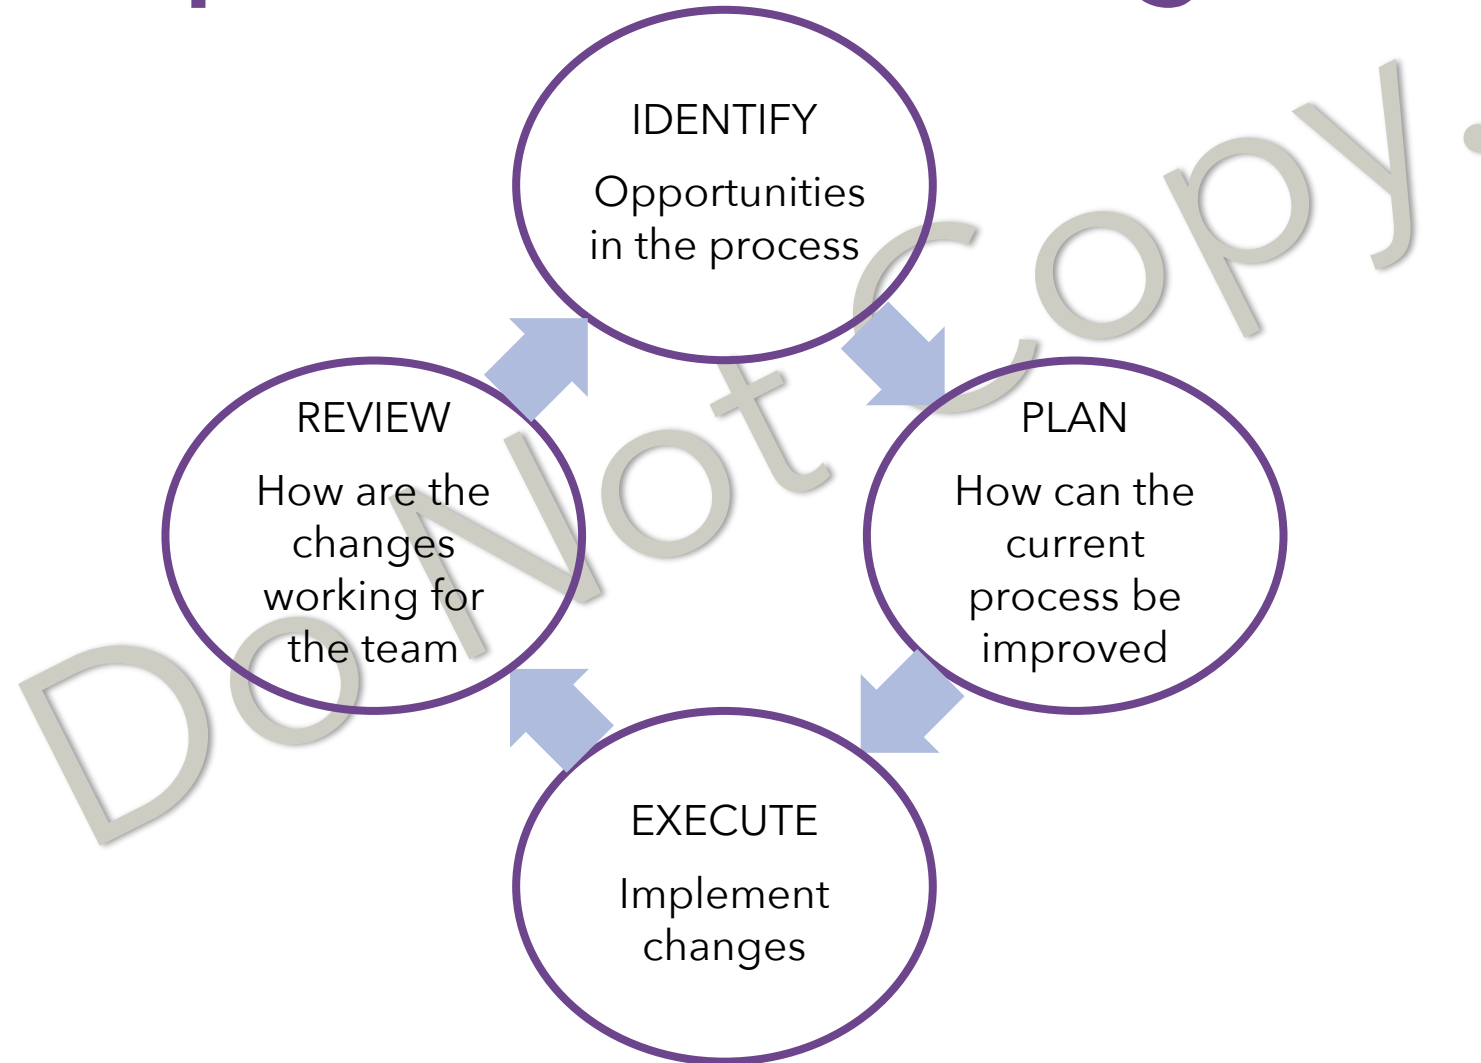 IDENTIFY
Opportunities
in the process
PLAN
How can the
current
process be
improved
EXECUTE
Implement
changes
REVIEW
How are the
changes
working for
the team
Do Not Copy.